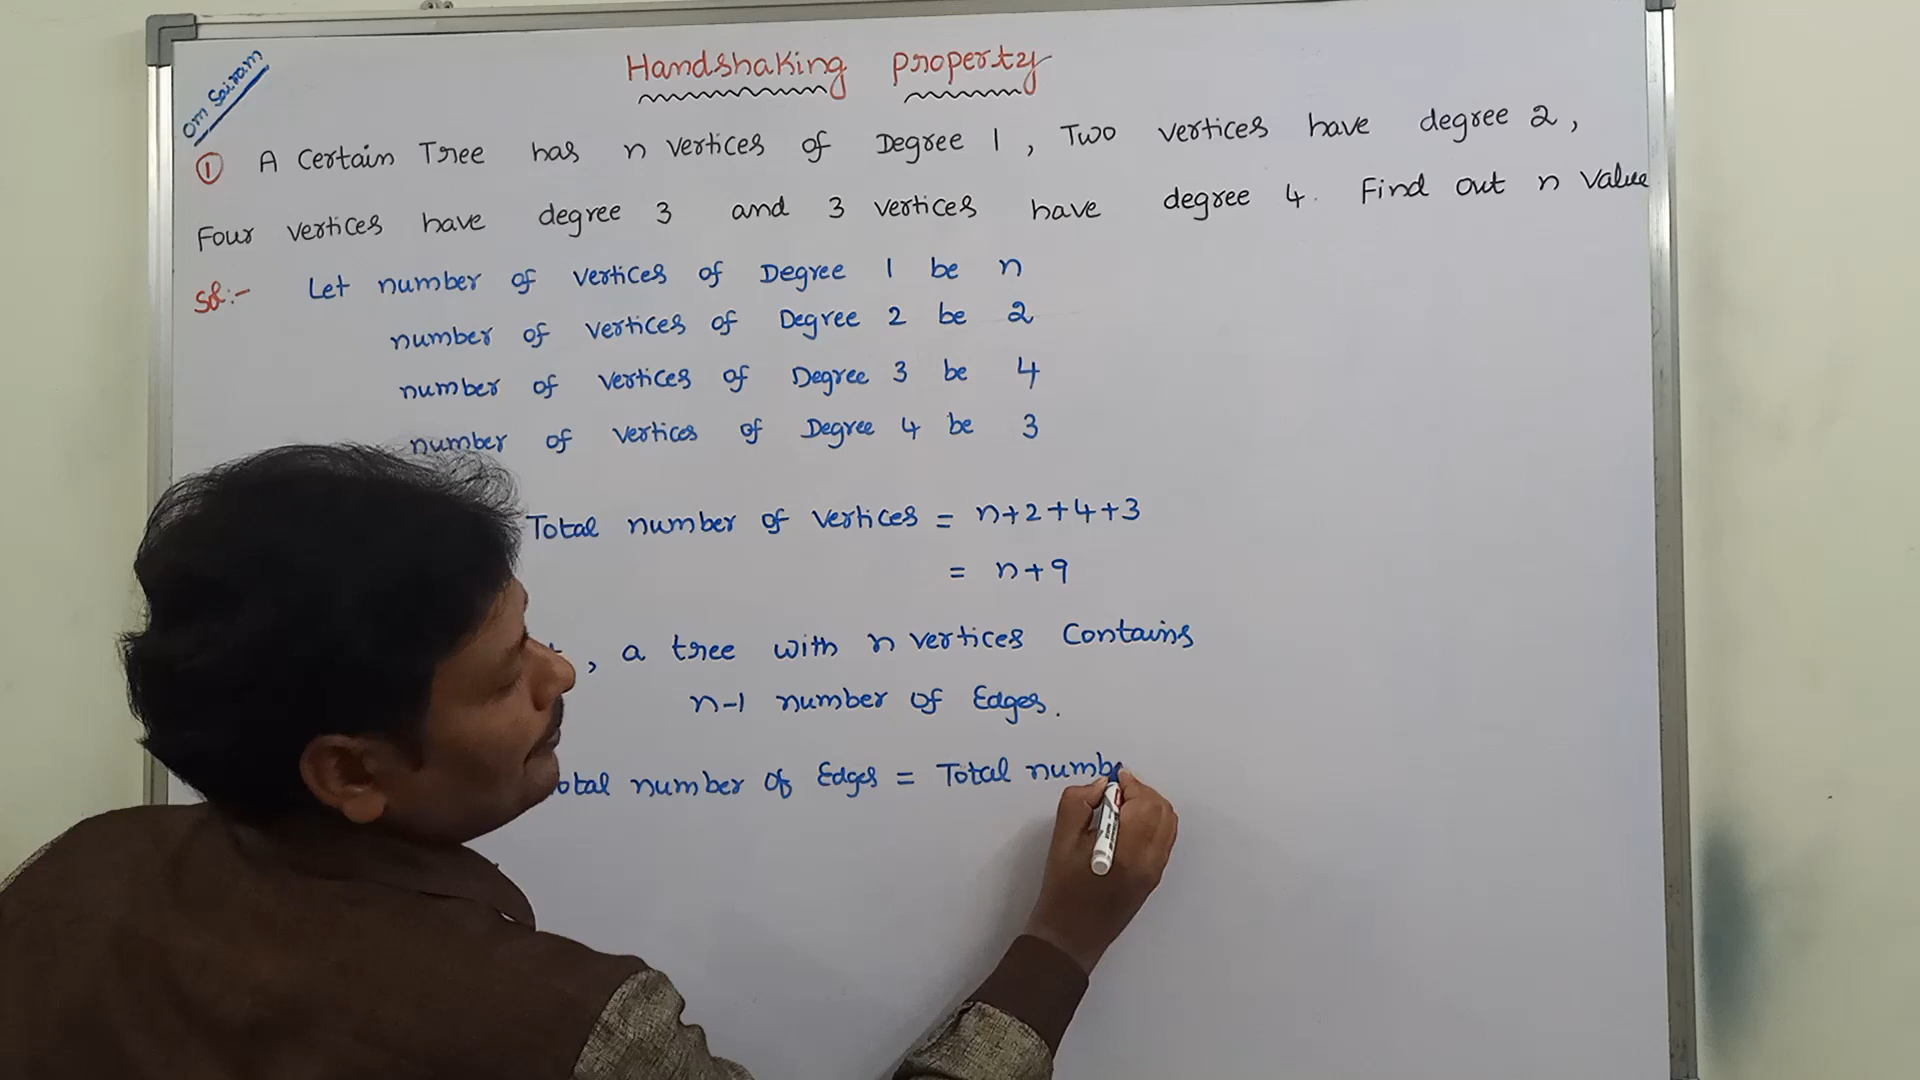 Om Sairam
Handshaking property
① A Certain Tree has n vertices of Degree 1, Two vertices have degree 2,
Four vertices have degree 3 and 3 vertices have degree 4. Find out n value
Sol:- Let number of vertices of Degree 1 be n
number of vertices of Degree 2 be 2
number of vertices of Degree 3 be 4
number of vertices of Degree 4 be 3
Total number of vertices = n+2+4+3
= n+9
, a tree with n vertices Contains
n-1 number of Edges.
otal number of Edges = Total numbe